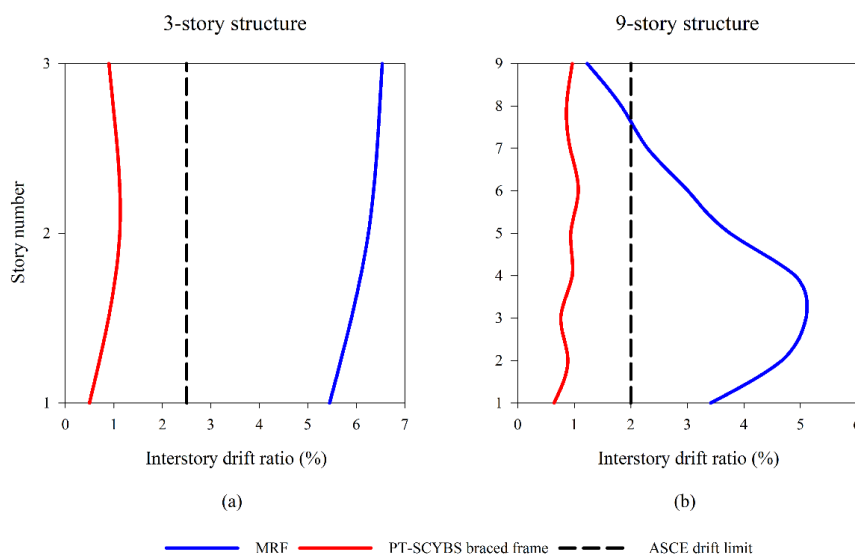 3-story structure
9-story structure
Story number
3
2
1
0 1 2 3 4 5 6 7
Interstory drift ratio (%)
(a)
9
8
7
6
5
4
3
2
1
0 1 2 3 4 5 6
Interstory drift ratio (%)
(b)
MRF
PT-SCYBS braced frame
ASCE drift limit